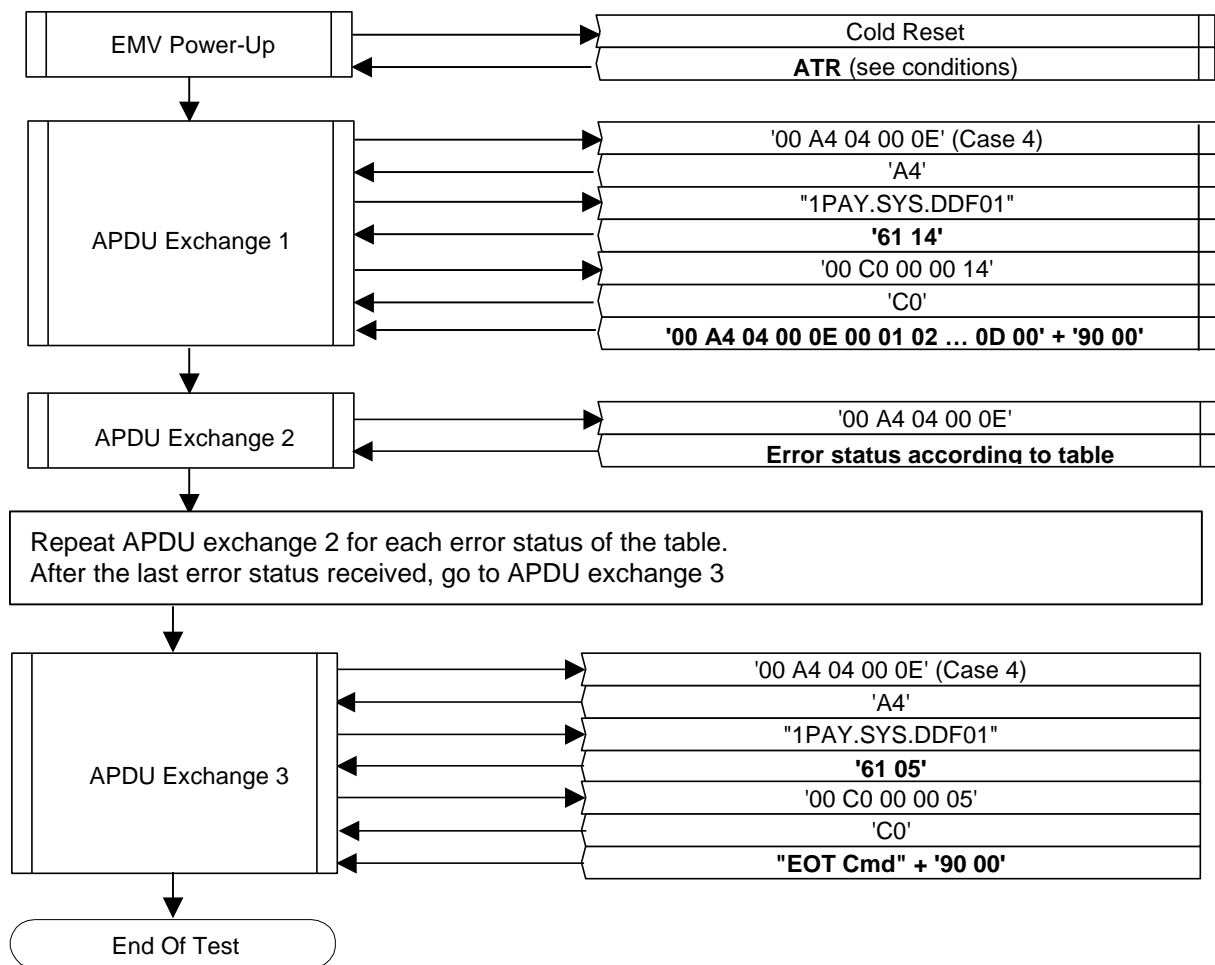 EMV Power-Up
Cold Reset
ATR (see conditions)
APDU Exchange 1
'00 A4 04 00 0E' (Case 4)
'A4'
"1PAY.SYS.DDF01"
'61 14'
'00 C0 00 00 14'
'C0'
'00 A4 04 00 0E 00 01 02 … 0D 00' + '90 00'
APDU Exchange 2
'00 A4 04 00 0E'
Error status according to table
Repeat APDU exchange 2 for each error status of the table.
After the last error status received, go to APDU exchange 3
APDU Exchange 3
'00 A4 04 00 0E' (Case 4)
'A4'
"1PAY.SYS.DDF01"
'61 05'
'00 C0 00 00 05'
'C0'
"EOT Cmd" + '90 00'
End Of Test